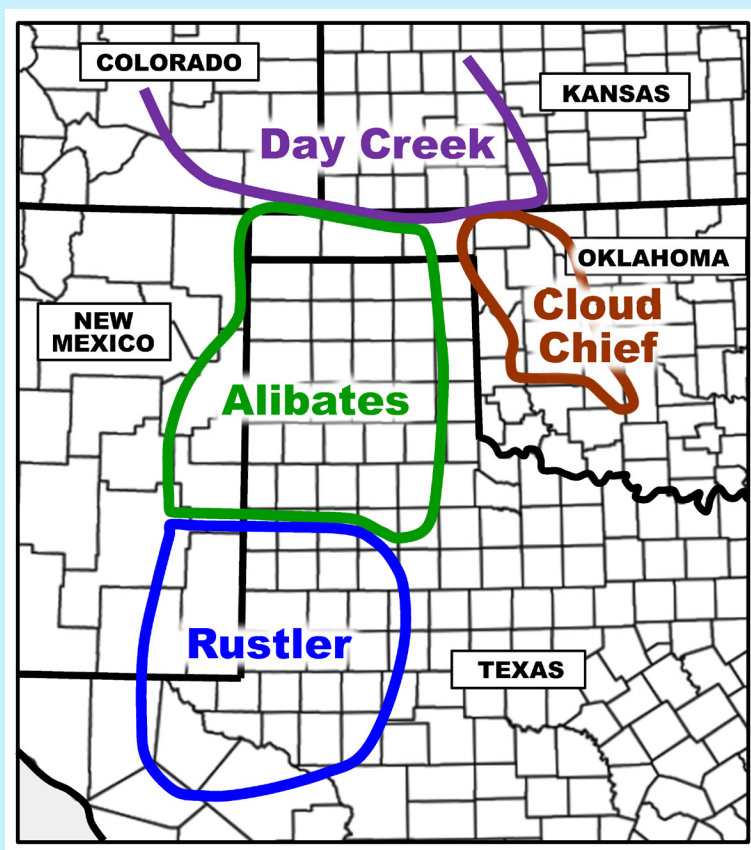 COLORADO
KANSAS
Day Creek
OKLAHOMA
Cloud
Chief
NEW
MEXICO
Alibates
Rustler
TEXAS